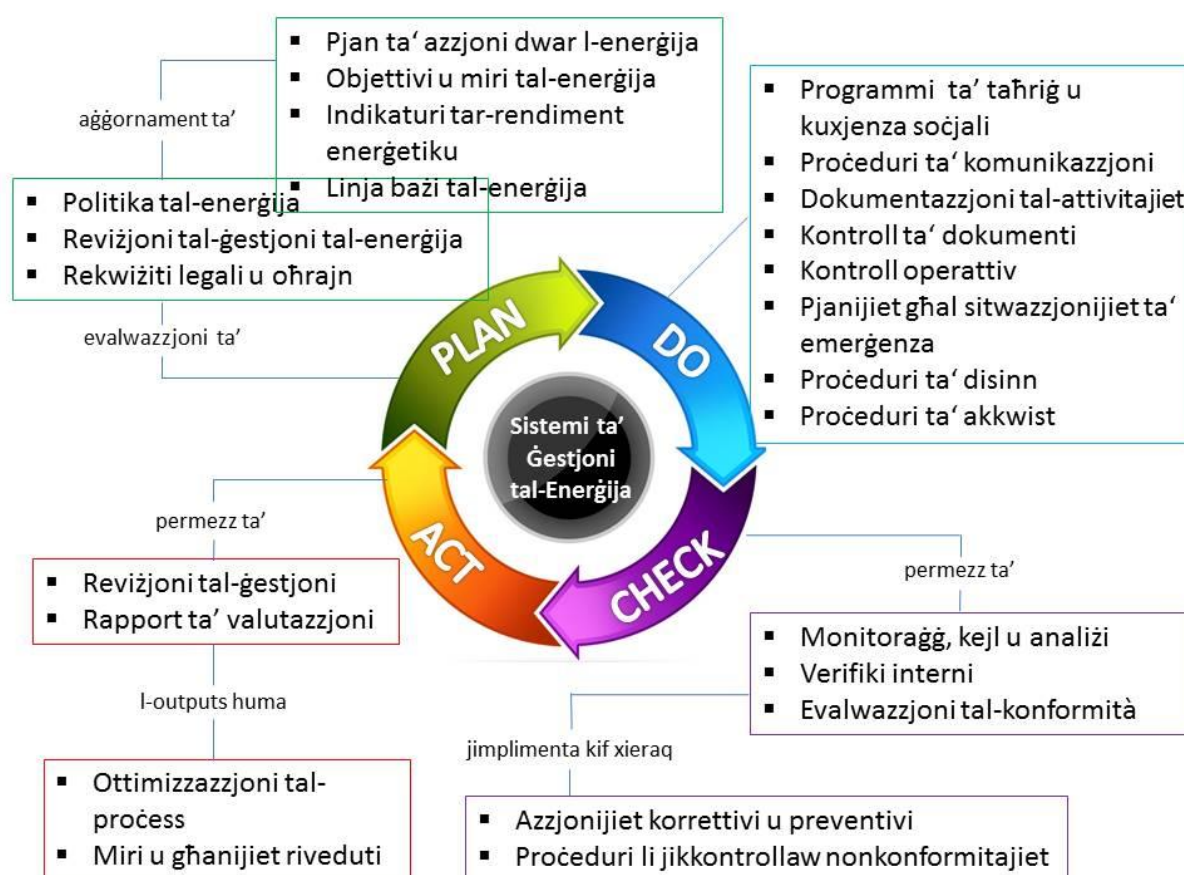 ▪ Pjan ta‘ azzjoni dwar l-enerġija
▪ Objettivi u miri tal-enerġija
▪ Indikaturi tar-rendiment
enerġetiku
▪ Linja bażi tal-enerġija
aġġornament ta’
▪ Politika tal-enerġija
▪ Reviżjoni tal-ġestjoni tal-enerġija
▪ Rekwiżiti legali u oħrajn
evalwazzjoni ta’
▪ Programmi ta’ taħriġ u
kuxjenza soċjali
▪ Proċeduri ta‘ komunikazzjoni
▪ Dokumentazzjoni tal-attivitajiet
▪ Kontroll ta’ dokumenti
▪ Kontroll operattiv
▪ Pjanijiet għal sitwazzjonijiet ta‘
emerġenza
▪ Proċeduri ta’ disinn
▪ Proċeduri ta‘ akkwist
PLAN
DO
CHECK
ACT
Sistemi ta’
Ġestjoni
tal-Enerġija
permezz ta’
▪ Reviżjoni tal-ġestjoni
▪ Rapport ta’ valutazzjoni
l-outputs huma
▪ Ottimizzazzjoni tal-
proċess
▪ Miri u għanijiet riveduti
permezz ta’
▪ Monitoraġġ, kejl u analiżi
▪ Verifiki interni
▪ Evalwazzjoni tal-konformità
jimplimenta kif xieraq
▪ Azzjonijiet korrettivi u preventivi
▪ Proċeduri li jikkontrollaw nonkonformitajiet